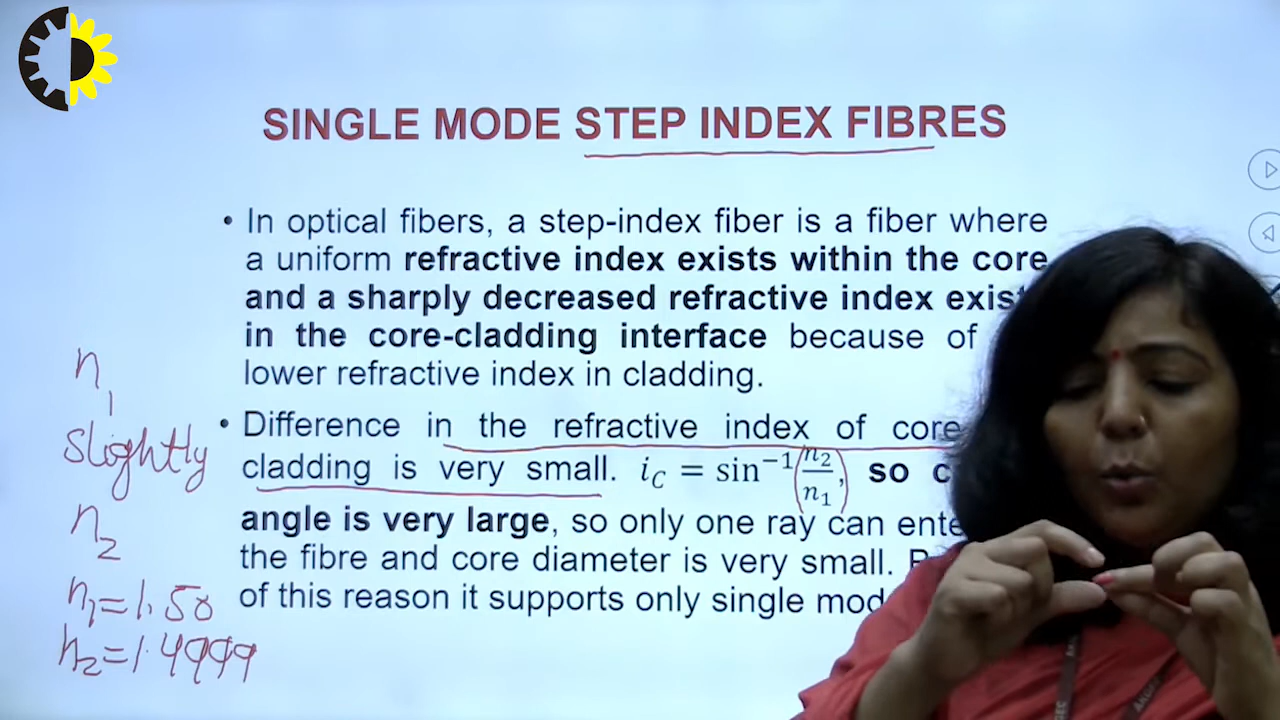 SINGLE MODE STEP INDEX FIBRES
• In optical fibers, a step-index fiber is a fiber where
a uniform refractive index exists within the core
and a sharply decreased refractive index exist
in the core-cladding interface because of
lower refractive index in cladding.
• Difference in the refractive index of core
cladding is very small. i_C = sin⁻¹(n₂/n₁), so c
angle is very large, so only one ray can ente
the fibre and core diameter is very small.
of this reason it supports only single mod
n₁
slightly
n₂
n₁=1.50
n₂=1.4999